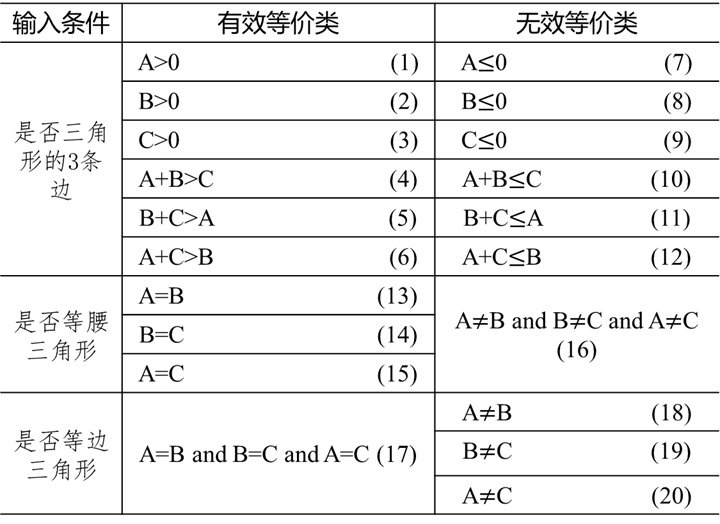 输入条件 有效等价类 无效等价类
是否三角
形的3条
边
A>0 (1) A≤0 (7)
B>0 (2) B≤0 (8)
C>0 (3) C≤0 (9)
A+B>C (4) A+B≤C (10)
B+C>A (5) B+C≤A (11)
A+C>B (6) A+C≤B (12)
是否等腰
三角形
A=B (13)
B=C (14)
A=C (15)
A≠B and B≠C and A≠C
(16)
是否等边
三角形
A=B and B=C and A=C (17)
A≠B (18)
B≠C (19)
A≠C (20)